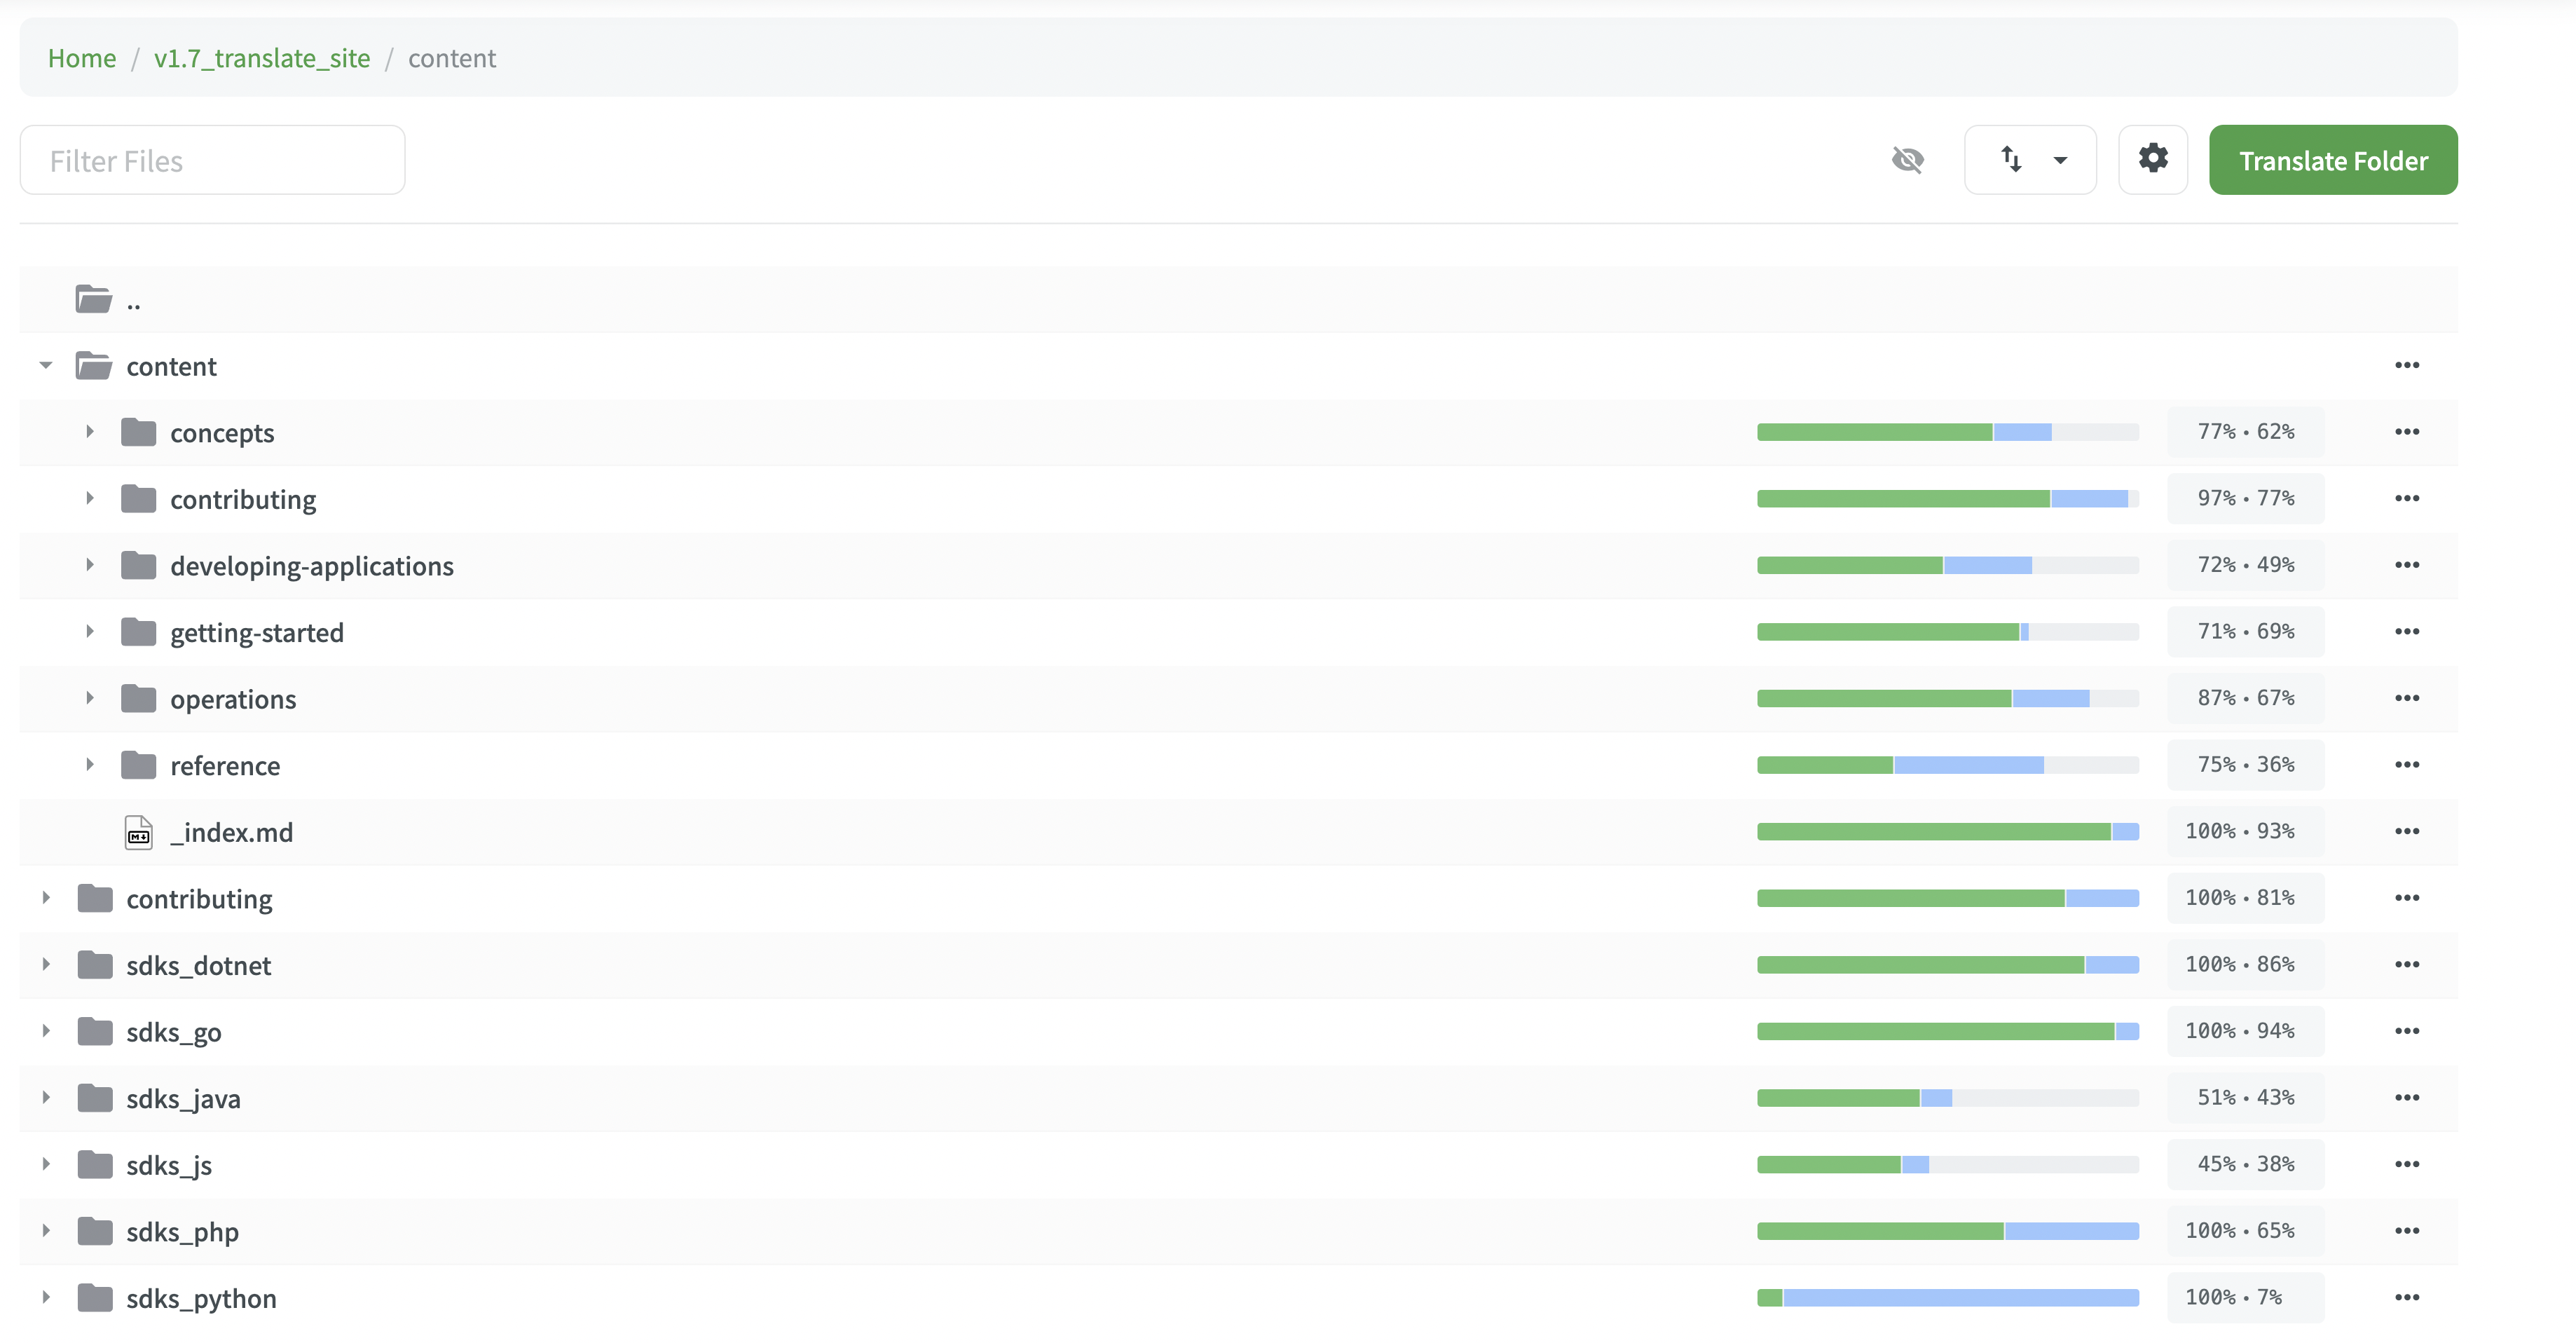 Home / v1.7_translate_site / content
Filter Files
Translate Folder
..
content
concepts 77% • 62%
contributing 97% • 77%
developing-applications 72% • 49%
getting-started 71% • 69%
operations 87% • 67%
reference 75% • 36%
_index.md 100% • 93%
contributing 100% • 81%
sdks_dotnet 100% • 86%
sdks_go 100% • 94%
sdks_java 51% • 43%
sdks_js 45% • 38%
sdks_php 100% • 65%
sdks_python 100% • 7%